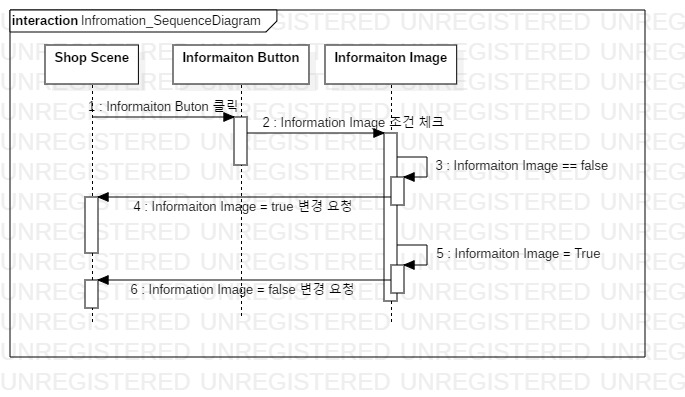 interaction Infromation_SequenceDiagram
Shop Scene
Informaiton Button
Informaiton Image
1 : Informaiton Buton 클릭
2 : Information Image 조건 체크
3 : Informaiton Image == false
4 : Informaiton Image = true 변경 요청
5 : Informaiton Image = True
6 : Information Image = false 변경 요청
UNREGISTERED UNREGISTERED UNREGISTERED UNREG